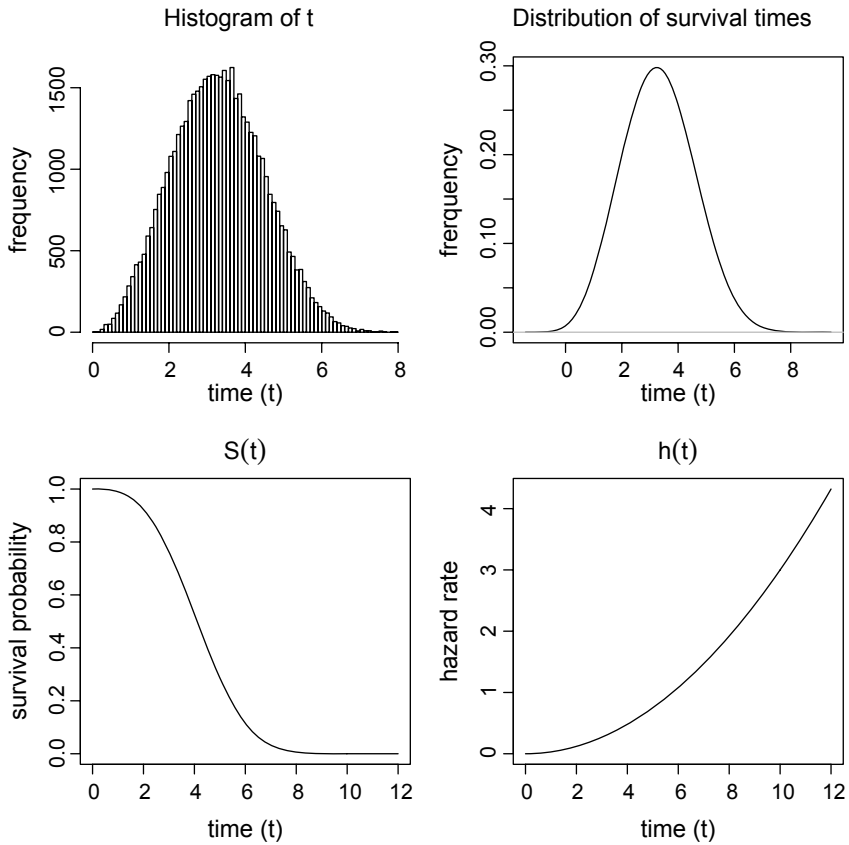 Histogram of t
frequency
0 500 1000 1500
0 2 4 6 8
time (t)
Distribution of survival times
frerquency
0.00 0.10 0.20 0.30
0 2 4 6 8
time (t)
S(t)
survival probability
0.0 0.2 0.4 0.6 0.8 1.0
0 2 4 6 8 10 12
time (t)
h(t)
hazard rate
0 1 2 3 4
0 2 4 6 8 10 12
time (t)